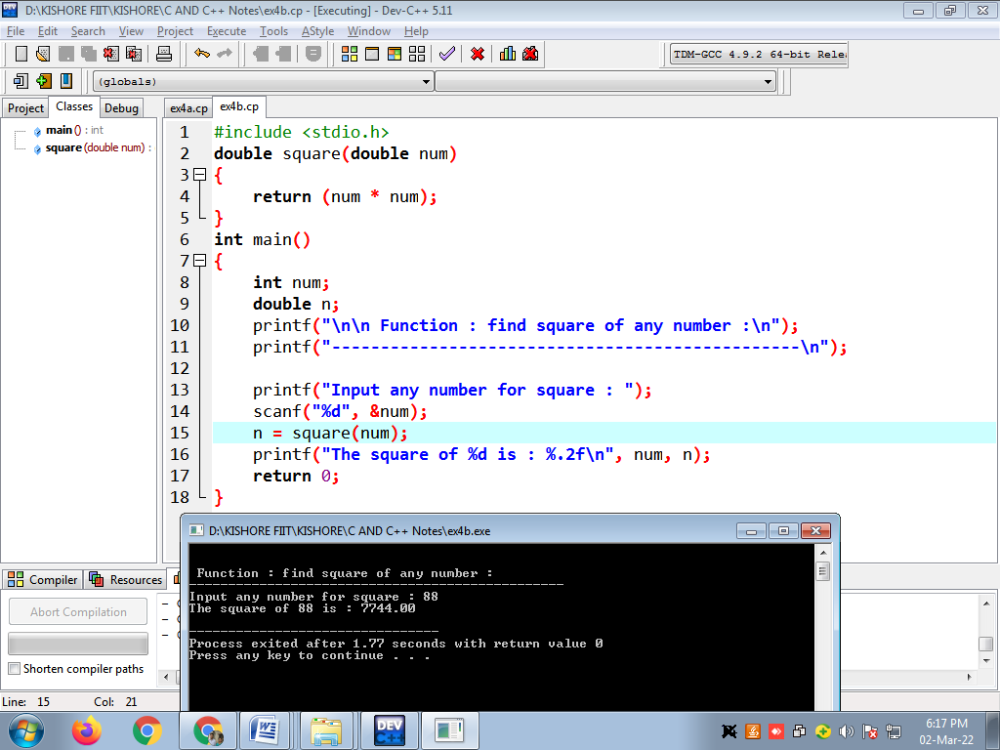 D:\KISHORE FIIT\KISHORE\C AND C++ Notes\ex4b.cp - [Executing] - Dev-C++ 5.11
File Edit Search View Project Execute Tools AStyle Window Help
TDM-GCC 4.9.2 64-bit Rele
(globals)
Project Classes Debug
ex4a.cp ex4b.cp
main () : int
square (double num) :
1 #include <stdio.h>
2 double square(double num)
3 {
4 return (num * num);
5 }
6 int main()
7 {
8 int num;
9 double n;
10 printf("\n\n Function : find square of any number :\n");
11 printf("------------------------------------------------\n");
12
13 printf("Input any number for square : ");
14 scanf("%d", &num);
15 n = square(num);
16 printf("The square of %d is : %.2f\n", num, n);
17 return 0;
18 }
D:\KISHORE FIIT\KISHORE\C AND C++ Notes\ex4b.exe
Function : find square of any number :
------------------------------------------------
Input any number for square : 88
The square of 88 is : 7744.00
--------------------------------
Process exited after 1.77 seconds with return value 0
Press any key to continue . . .
Compiler Resources
Abort Compilation
Shorten compiler paths
Line: 15 Col: 21
DEV
C++
6:17 PM
02-Mar-22